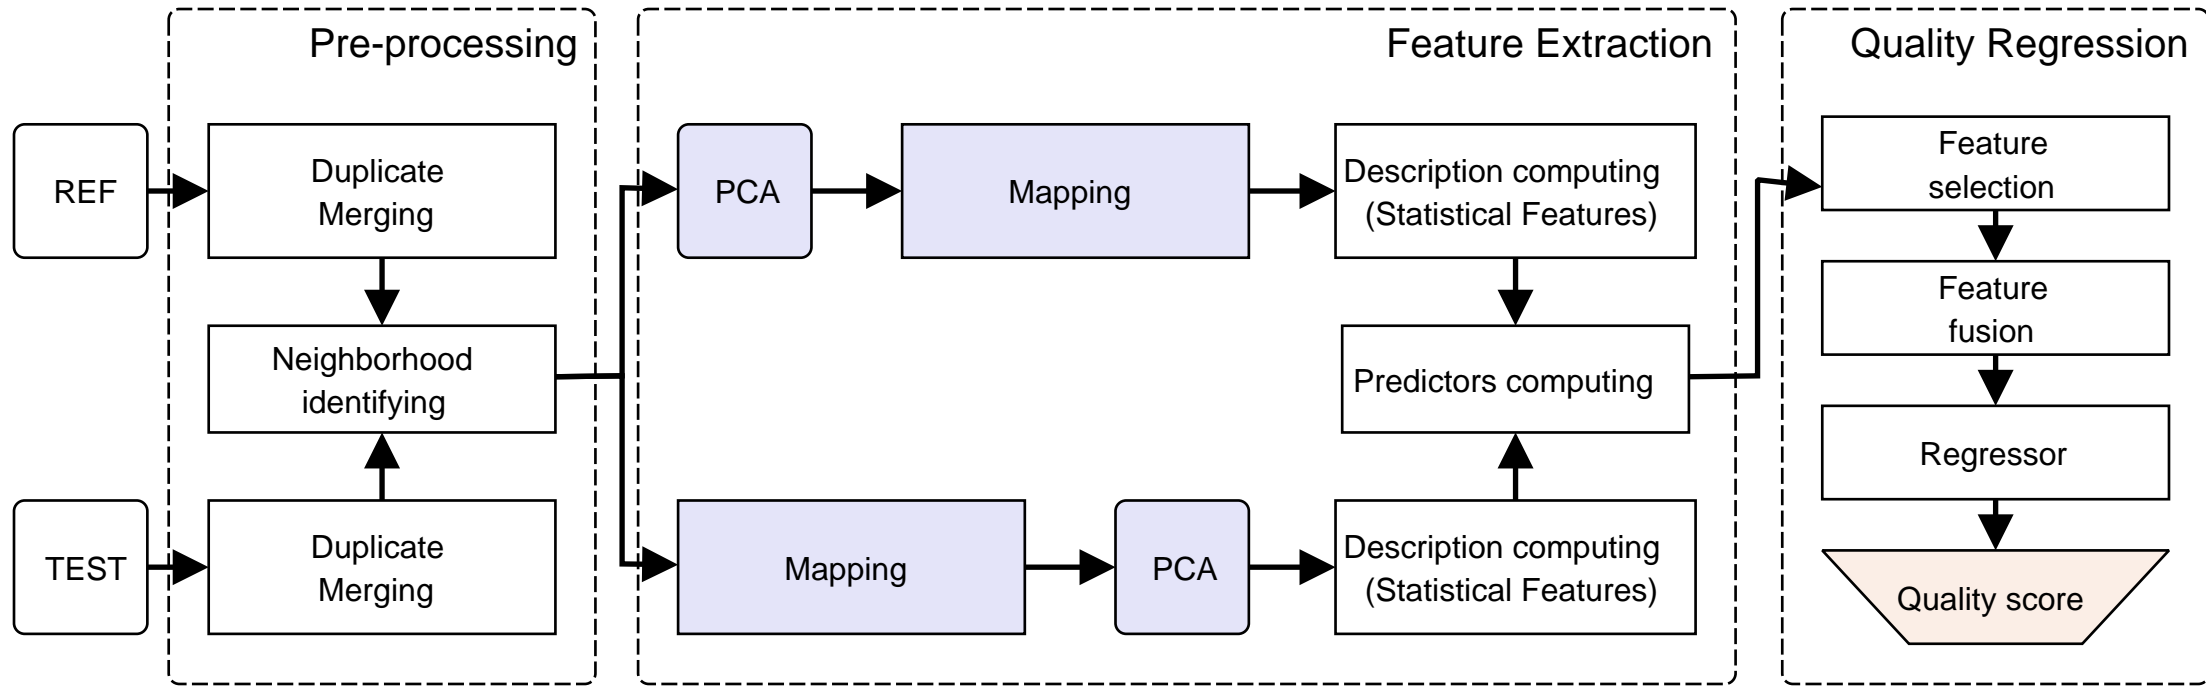 Pre-processing
Feature Extraction
Quality Regression
REF
Duplicate
Merging
PCA
Mapping
Description computing
(Statistical Features)
Feature
selection
Neighborhood
identifying
Predictors computing
Feature
fusion
Regressor
TEST
Duplicate
Merging
Mapping
PCA
Description computing
(Statistical Features)
Quality score